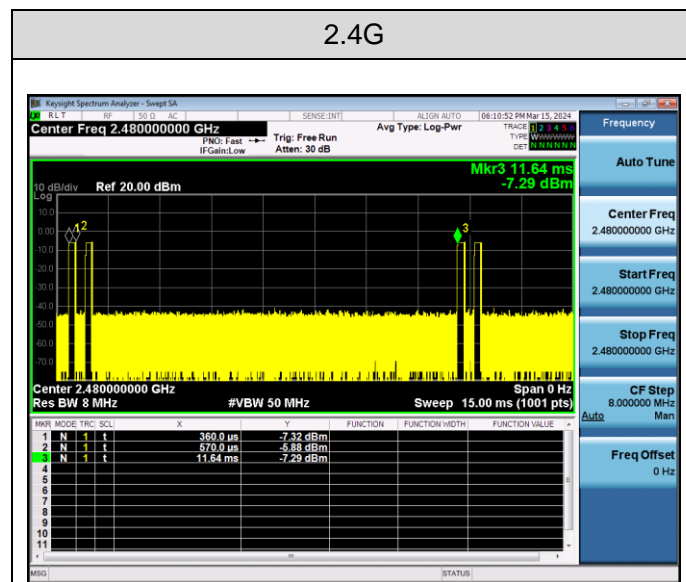 2.4G
Keysight Spectrum Analyzer - Swept SA
RLT RF 50 Ω AC SENSE:INT ALIGN AUTO 06:10:52 PM Mar 15, 2024
Center Freq 2.480000000 GHz Avg Type: Log-Pwr TRACE 1 2 3 4 5 6
PNO: Fast Trig: Free Run TYPE WWWWWW
IFGain:Low Atten: 30 dB DET N N N N N N
Mkr3 11.64 ms
10 dB/div Ref 20.00 dBm -7.29 dBm
Log
10.0
0.00 1 2 3
-10.0
-20.0
-30.0
-40.0
-50.0
-60.0
-70.0
Center 2.480000000 GHz Span 0 Hz
Res BW 8 MHz #VBW 50 MHz Sweep 15.00 ms (1001 pts)
MKR MODE TRC SCL X Y FUNCTION FUNCTION WIDTH FUNCTION VALUE
1 N 1 t 360.0 µs -7.32 dBm
2 N 1 t 570.0 µs -5.88 dBm
3 N 1 t 11.64 ms -7.29 dBm
4
5
6
7
8
9
10
11
MSG STATUS
Frequency
Auto Tune
Center Freq
2.480000000 GHz
Start Freq
2.480000000 GHz
Stop Freq
2.480000000 GHz
CF Step
8.000000 MHz
Auto Man
Freq Offset
0 Hz